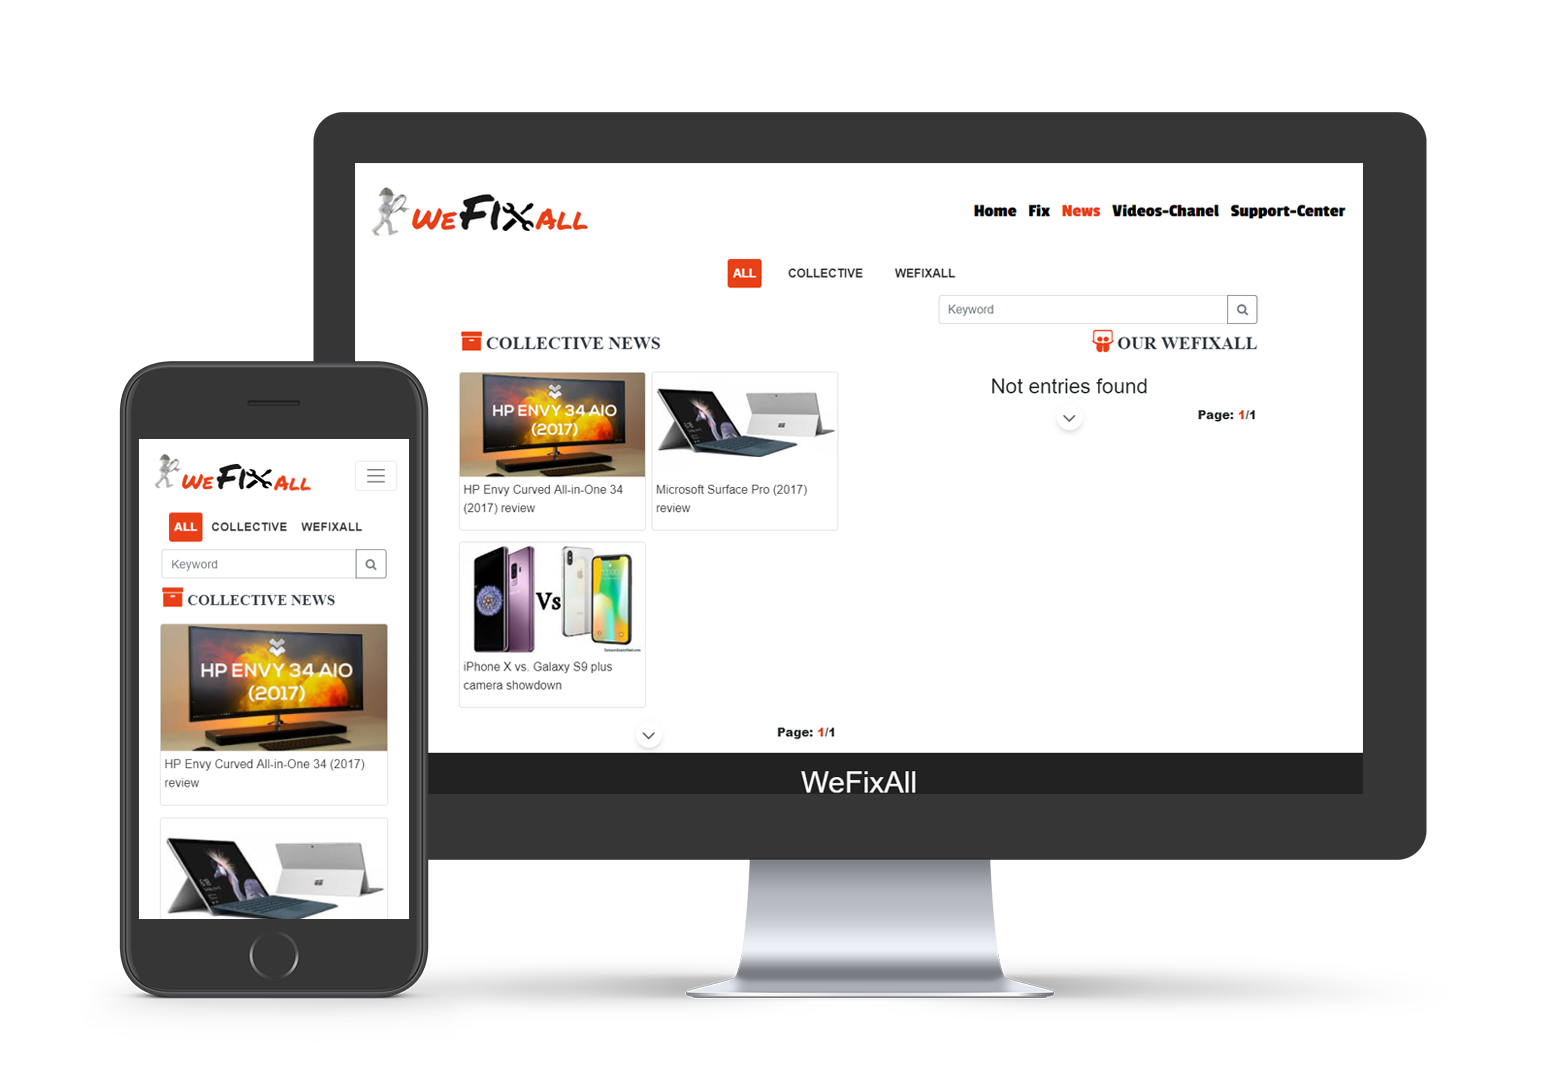 WEFIXALL
Home Fix News Videos-Chanel Support-Center
ALL COLLECTIVE WEFIXALL
Keyword
COLLECTIVE NEWS
OUR WEFIXALL
HP ENVY 34 AIO
(2017)
HP Envy Curved All-in-One 34
(2017) review
Microsoft Surface Pro (2017)
review
Not entries found
Page: 1/1
Vs
iPhone X vs. Galaxy S9 plus
camera showdown
Page: 1/1
WeFixAll
WEFIXALL
ALL COLLECTIVE WEFIXALL
Keyword
COLLECTIVE NEWS
HP ENVY 34 AIO
(2017)
HP Envy Curved All-in-One 34 (2017)
review